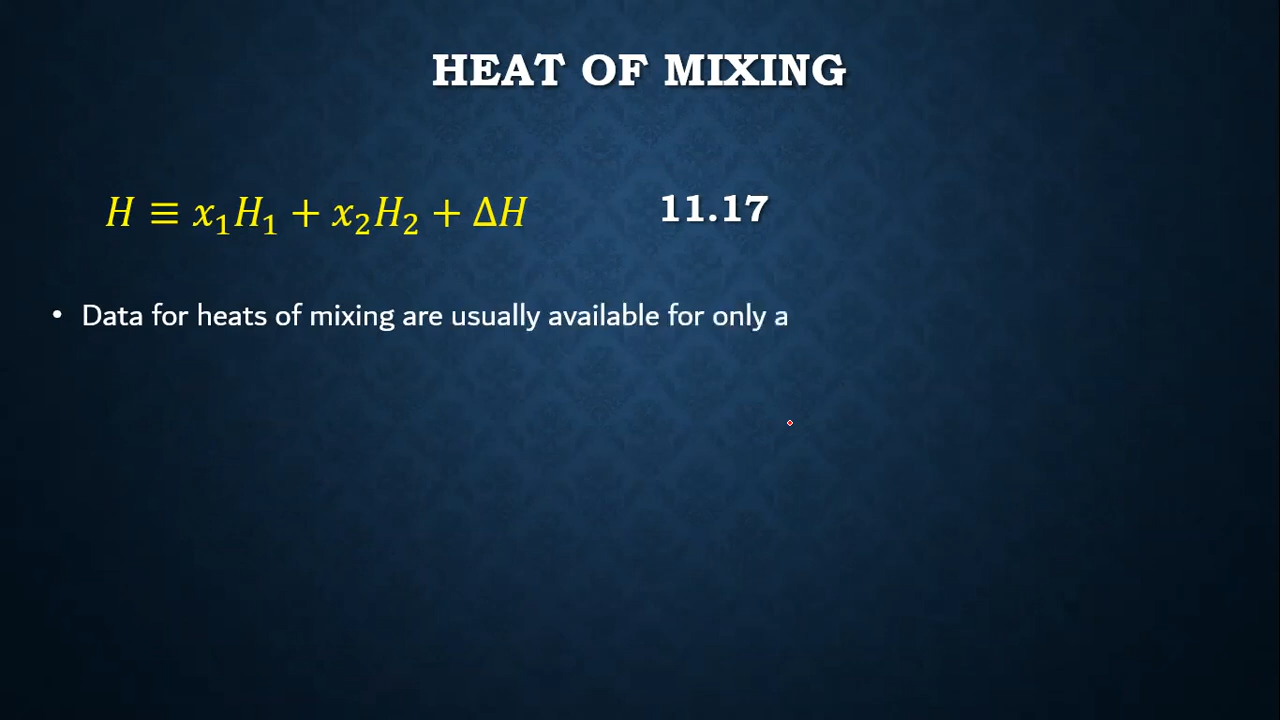 HEAT OF MIXING
H ≡ x₁H₁ + x₂H₂ + ΔH 11.17
• Data for heats of mixing are usually available for only a